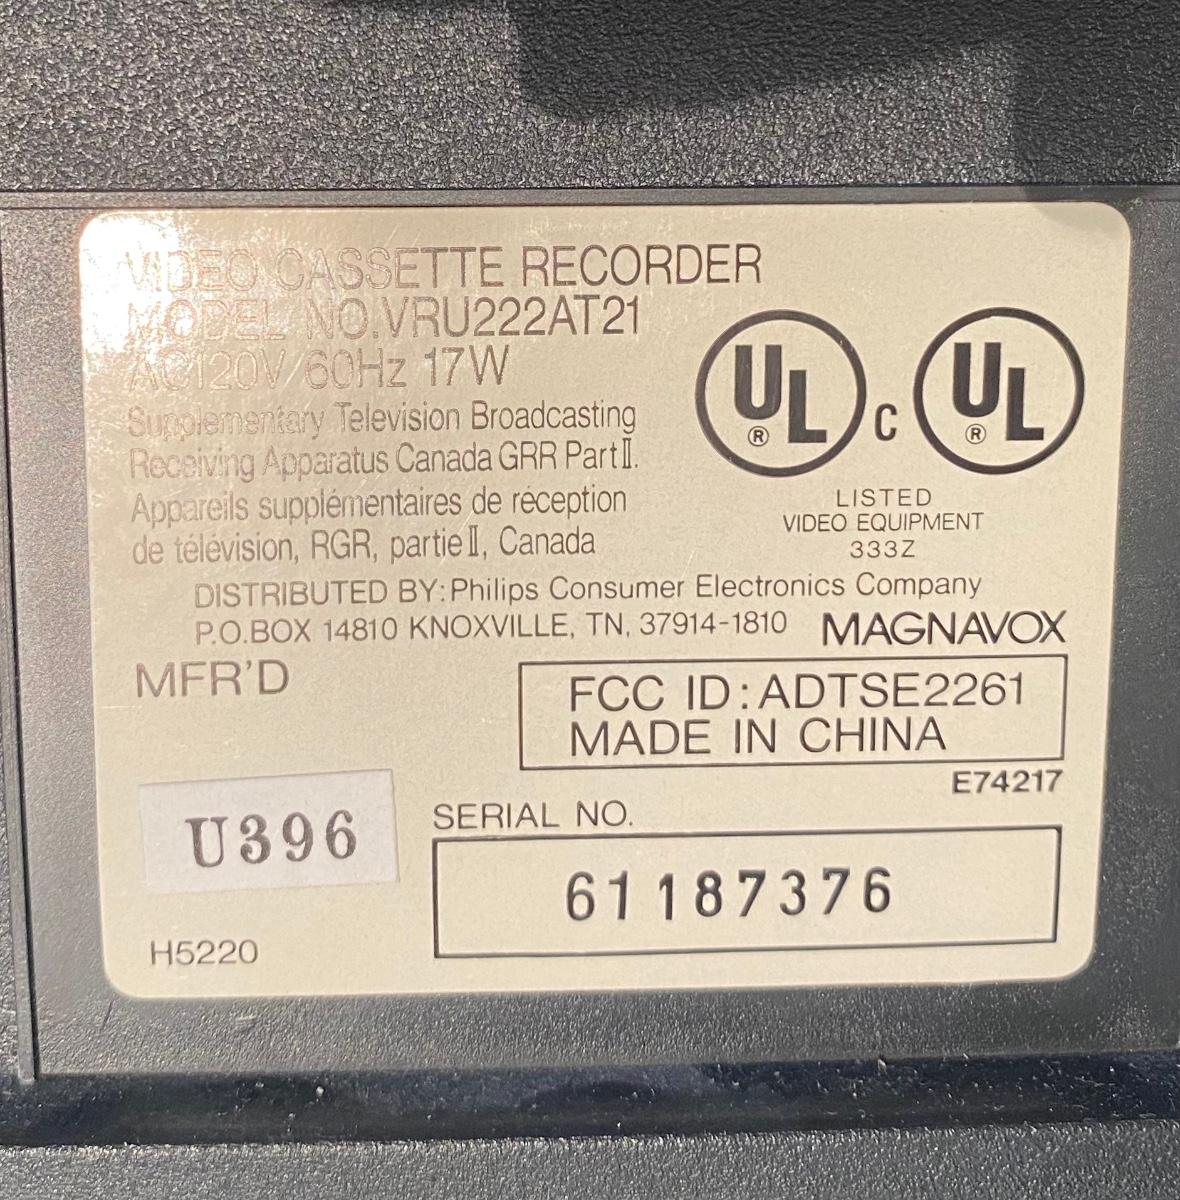 VIDEO CASSETTE RECORDER
MODEL NO.VRU222AT21
AC120V/60Hz 17W
Supplementary Television Broadcasting
Receiving Apparatus Canada GRR Part Ⅱ.
Appareils supplémentaires de réception
de télévision, RGR, partie Ⅱ, Canada
UL ® C UL ®
LISTED
VIDEO EQUIPMENT
333Z
DISTRIBUTED BY:Philips Consumer Electronics Company
P.O.BOX 14810 KNOXVILLE, TN, 37914-1810
MAGNAVOX
MFR'D
FCC ID:ADTSE2261
MADE IN CHINA
E74217
U396
SERIAL NO.
61187376
H5220